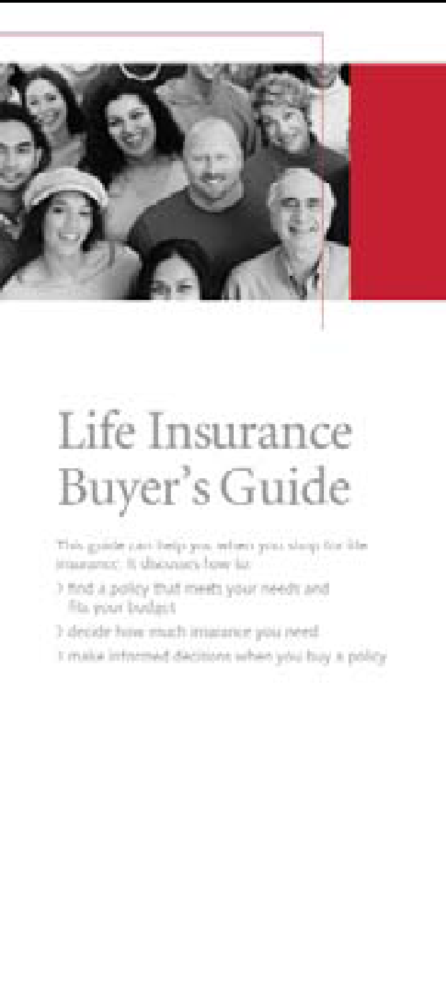 Life Insurance
Buyer’s Guide
This guide can help you when you shop for life
insurance. It discusses how to:
› find a policy that meets your needs and
fits your budget
› decide how much insurance you need
› make informed decisions when you buy a policy